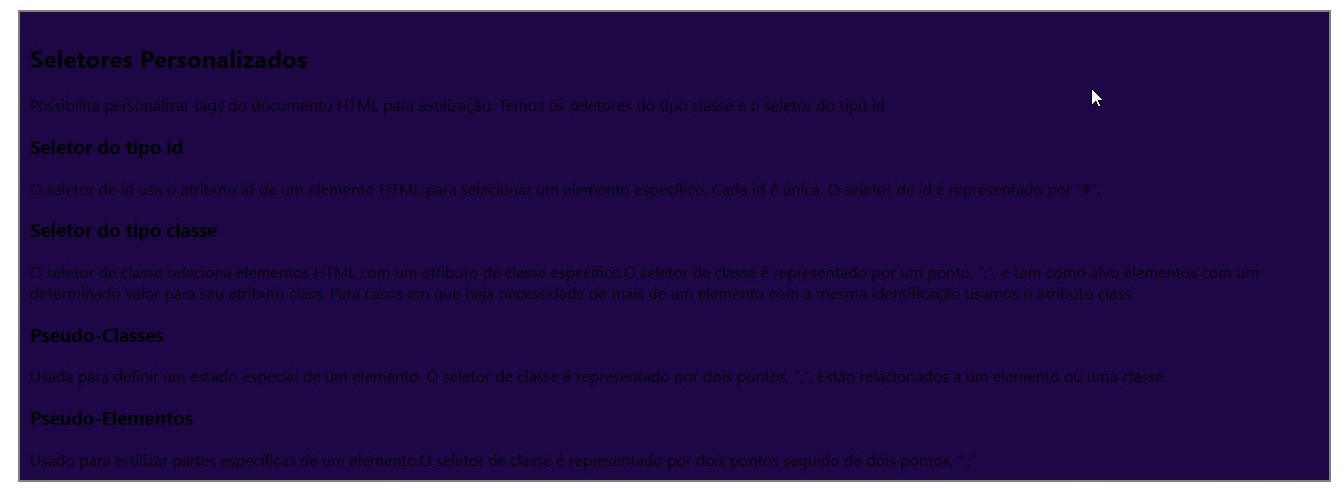 Seletores Personalizados
Possibilita personalizar tags do documento HTML para estilização. Temos os seletores do tipo classe e o seletor do tipo id
Seletor do tipo id
O seletor de id usa o atributo id de um elemento HTML para selecionar um elemento específico. Cada id é única. O seletor de id é representado por "#".
Seletor do tipo classe
O seletor de classe seleciona elementos HTML com um atributo de classe específico.O seletor de classe é representado por um ponto, ".", e tem como alvo elementos com um
determinado valor para seu atributo class. Para casos em que haja necessidade de mais de um elemento com a mesma identificação usamos o atributo class.
Pseudo-Classes
Usada para definir um estado especial de um elemento. O seletor de classe é representado por dois pontos, ":". Estão relacionados a um elemento ou uma classe.
Pseudo-Elementos
Usado para estilizar partes específicas de um elemento.O seletor de classe é representado por dois pontos seguido de dois pontos, "::"